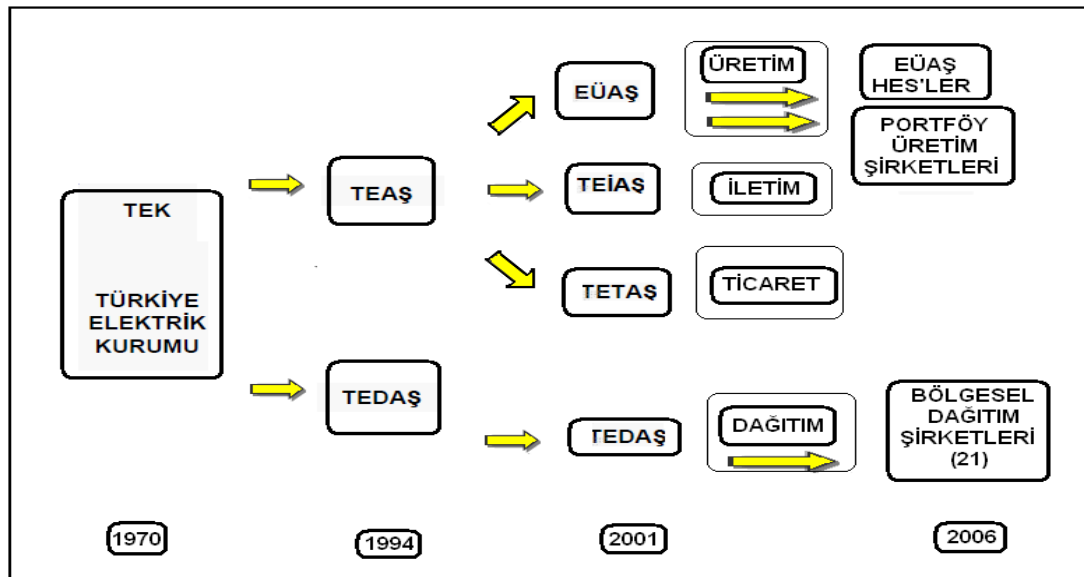 TEK
TÜRKİYE
ELEKTRİK
KURUMU
TEAŞ
TEDAŞ
EÜAŞ
TEİAŞ
TETAŞ
TEDAŞ
ÜRETİM
İLETİM
TİCARET
DAĞITIM
EÜAŞ
HES'LER
PORTFÖY
ÜRETİM
ŞİRKETLERİ
BÖLGESEL
DAĞITIM
ŞİRKETLERİ
(21)
1970
1994
2001
2006